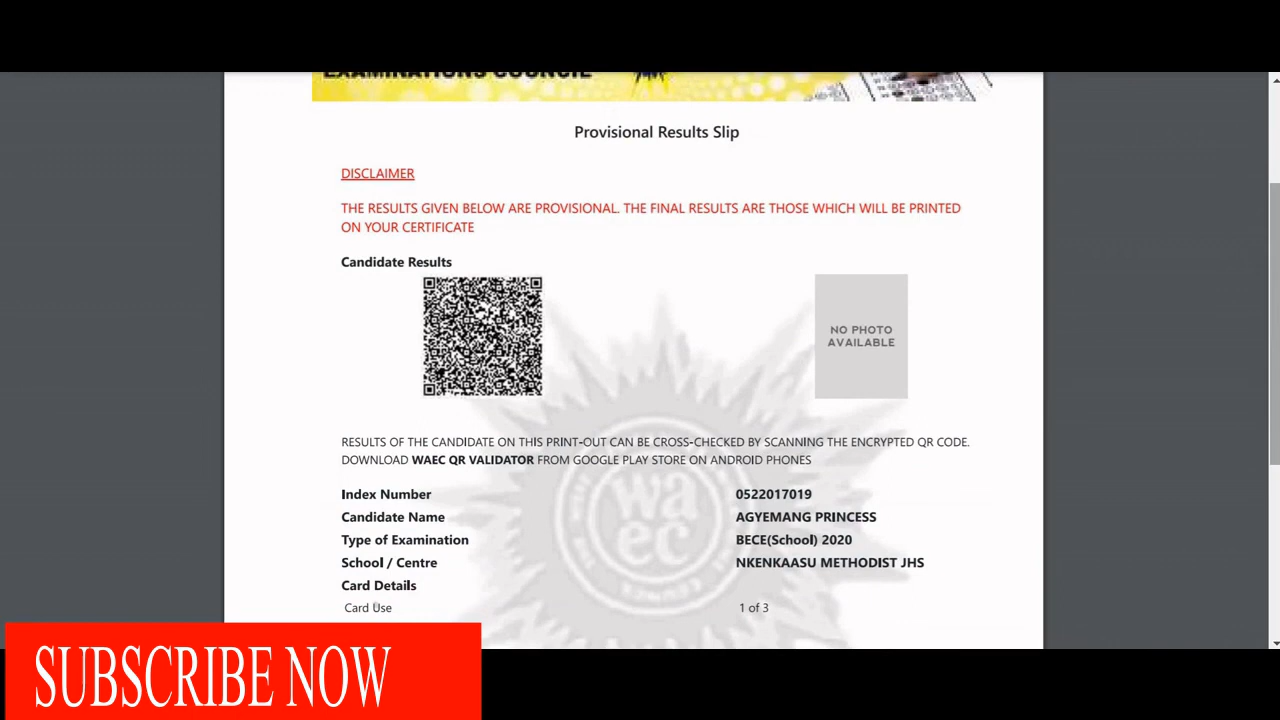 EXAMINATIONS COUNCIL
Provisional Results Slip
DISCLAIMER
THE RESULTS GIVEN BELOW ARE PROVISIONAL. THE FINAL RESULTS ARE THOSE WHICH WILL BE PRINTED
ON YOUR CERTIFICATE
Candidate Results
NO PHOTO
AVAILABLE
RESULTS OF THE CANDIDATE ON THIS PRINT-OUT CAN BE CROSS-CHECKED BY SCANNING THE ENCRYPTED QR CODE.
DOWNLOAD WAEC QR VALIDATOR FROM GOOGLE PLAY STORE ON ANDROID PHONES
waec
Index Number 0522017019
Candidate Name AGYEMANG PRINCESS
Type of Examination BECE(School) 2020
School / Centre NKENKAASU METHODIST JHS
Card Details
Card Use 1 of 3
SUBSCRIBE NOW